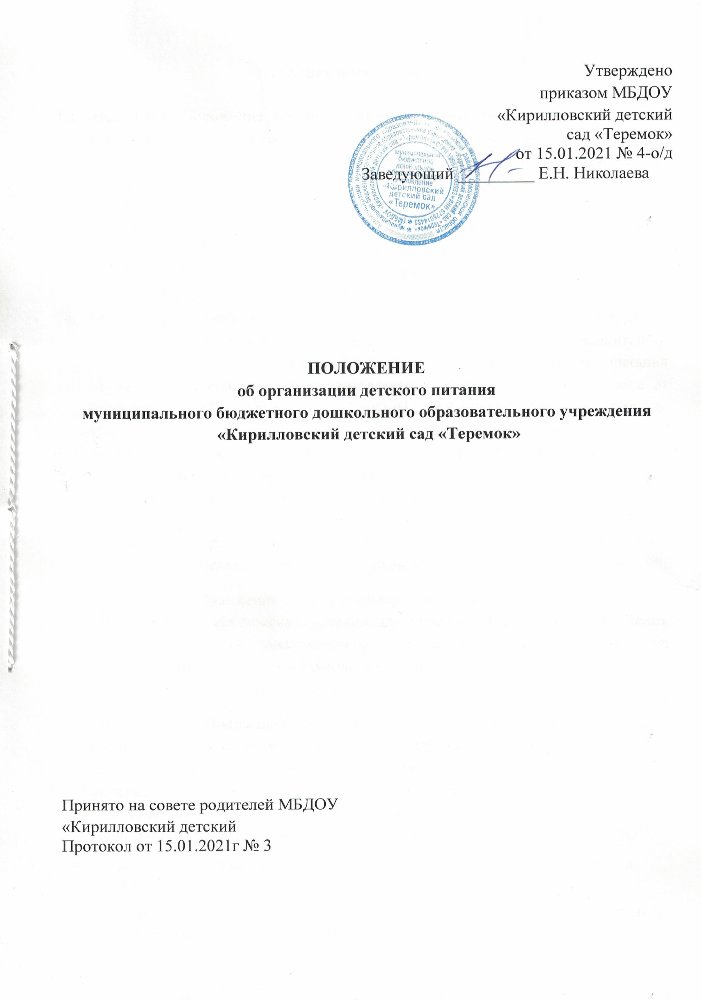 Утверждено
приказом МБДОУ
«Кирилловский детский
сад «Теремок»
от 15.01.2021 № 4-о/д
Заведующий __________ Е.Н. Николаева
муниципальное
бюджетное
дошкольное
образовательное
учреждение
«Кирилловский
детский сад
«Теремок»
ПОЛОЖЕНИЕ
об организации детского питания
муниципального бюджетного дошкольного образовательного учреждения
«Кирилловский детский сад «Теремок»
Принято на совете родителей МБДОУ
«Кирилловский детский
Протокол от 15.01.2021г № 3